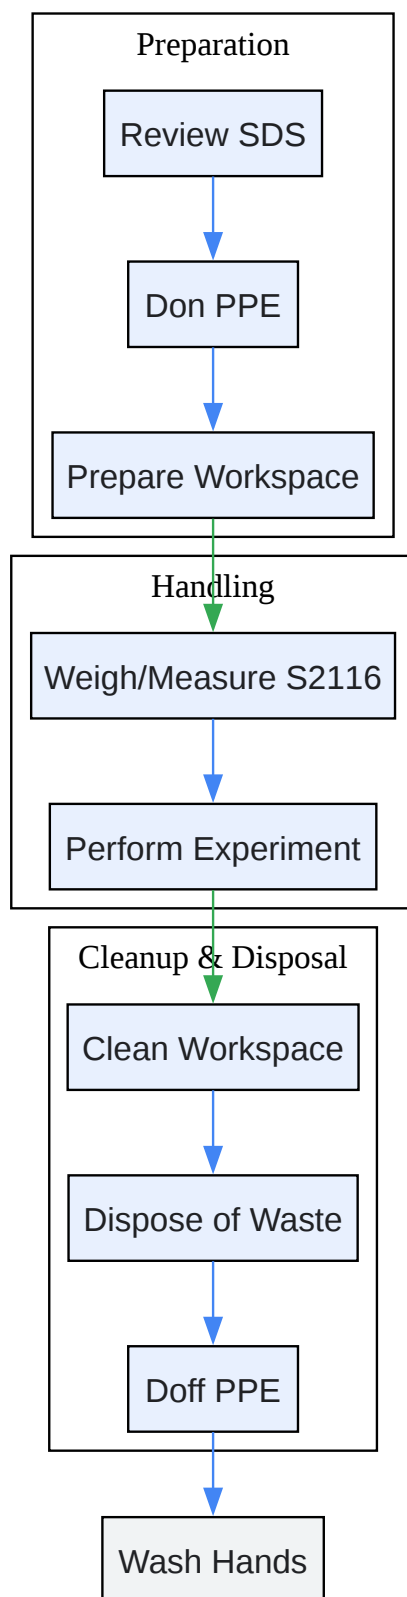 Preparation
Review SDS
Don PPE
Prepare Workspace
Handling
Weigh/Measure S2116
Perform Experiment
Cleanup & Disposal
Clean Workspace
Dispose of Waste
Doff PPE
Wash Hands